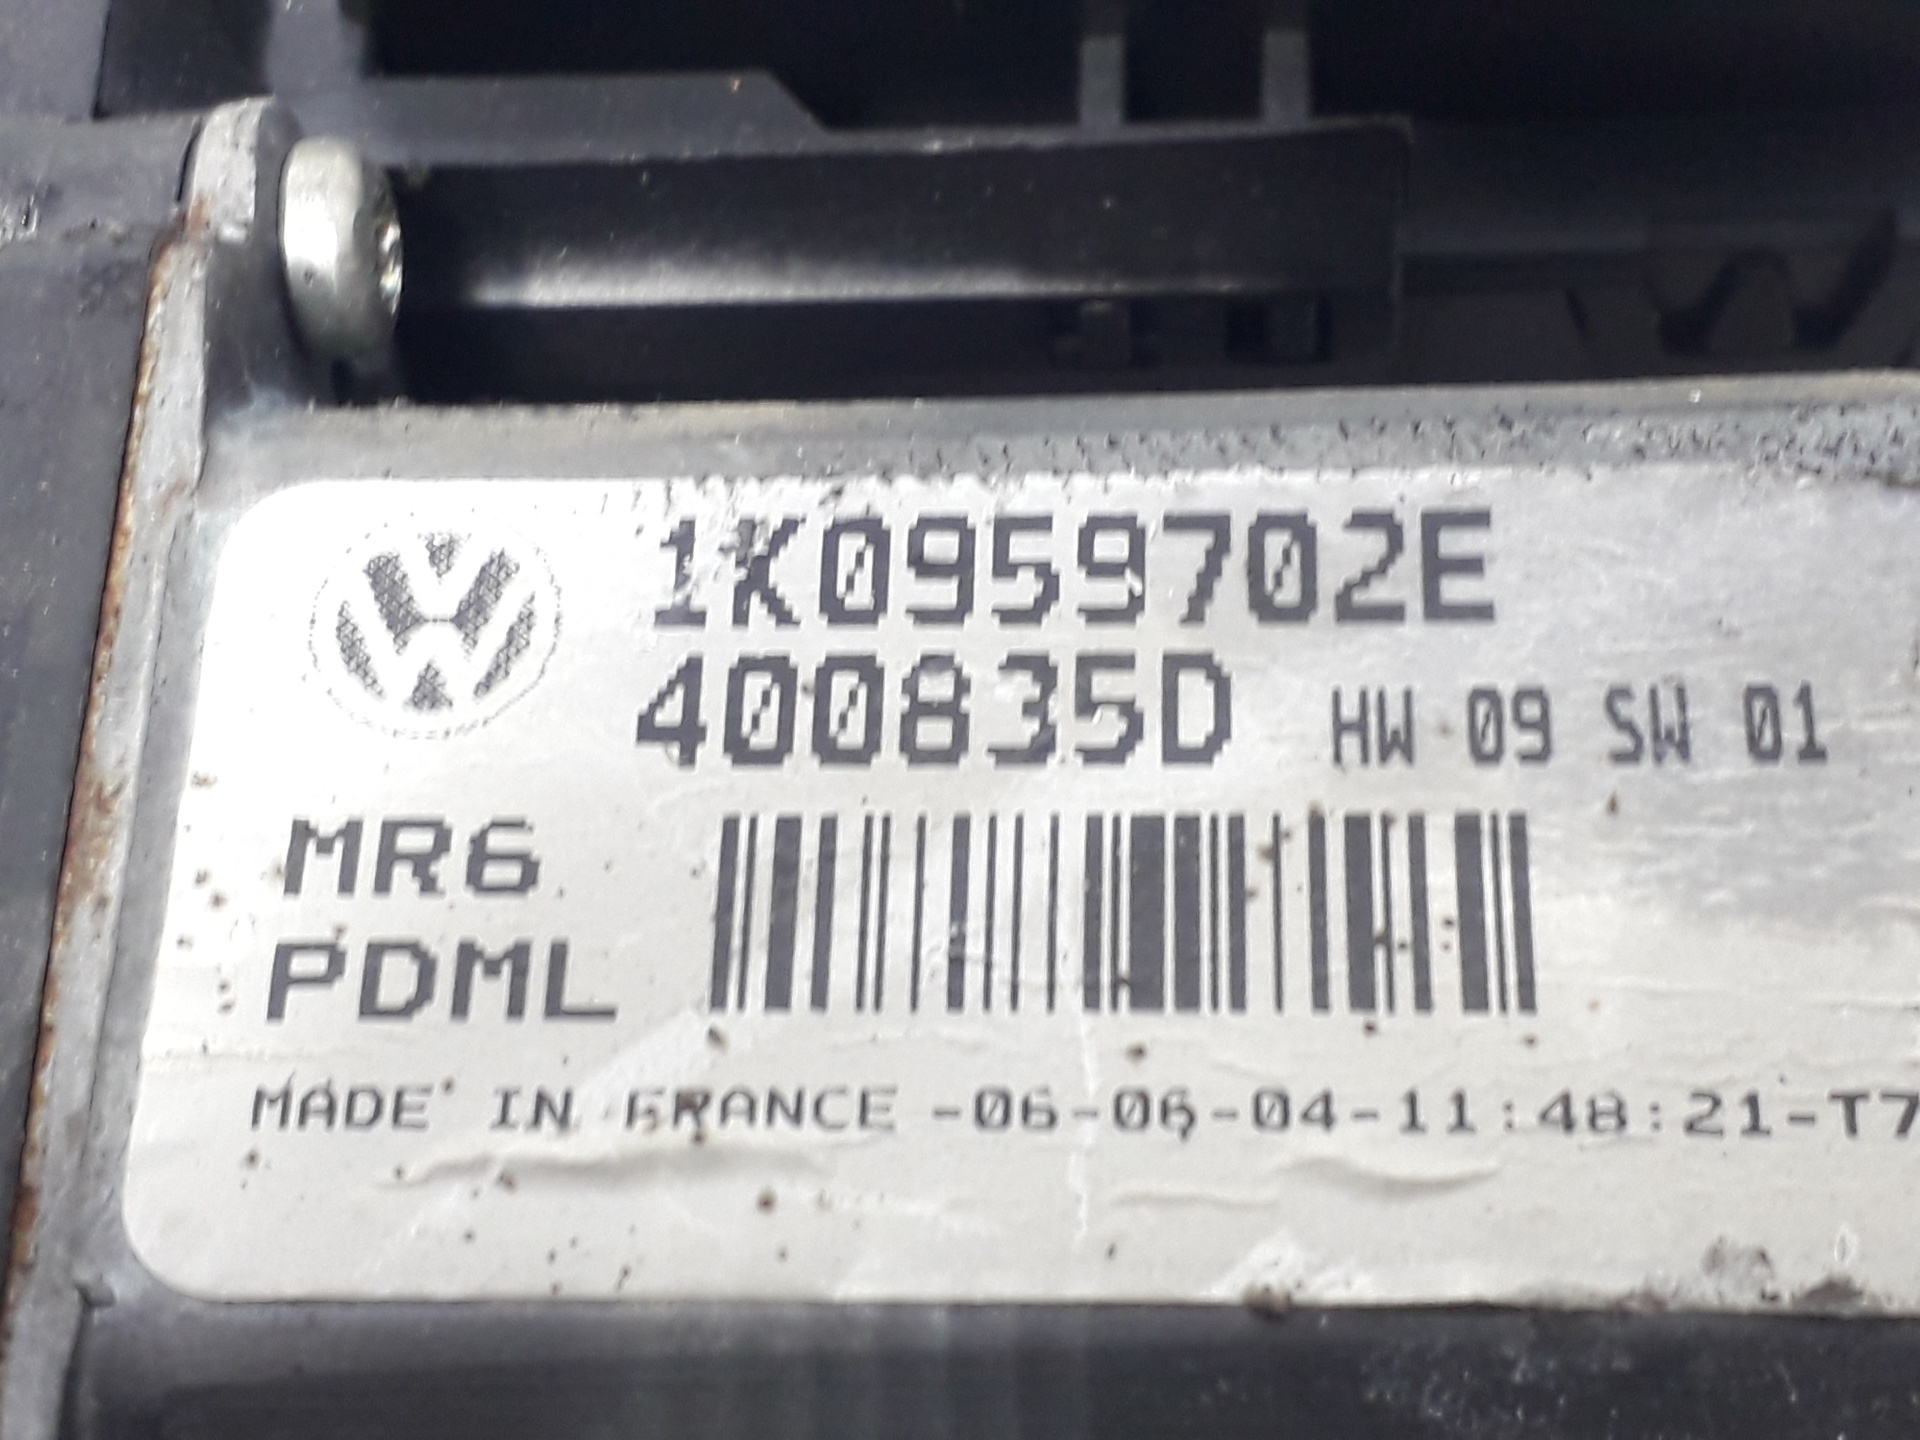 1K0959702E
400835D HW 09 SW 01
MR6
PDML
MADE IN FRANCE -06-06-04-11:48:21-T7